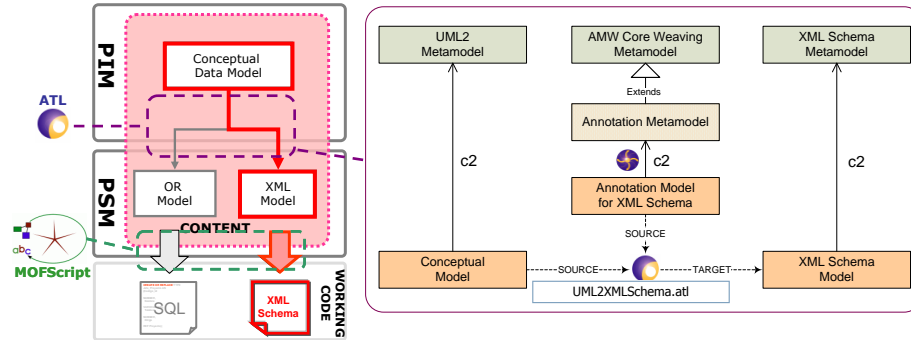 PIM
Conceptual
Data Model
ATL
PSM
OR
Model
XML
Model
CONTENT
abc
MOFScript
SQL
XML
Schema
WORKING
CODE
UML2
Metamodel
AMW Core Weaving
Metamodel
XML Schema
Metamodel
Extends
Annotation Metamodel
c2
c2
c2
Annotation Model
for XML Schema
SOURCE
Conceptual
Model
SOURCE
TARGET
XML Schema
Model
UML2XMLSchema.atl